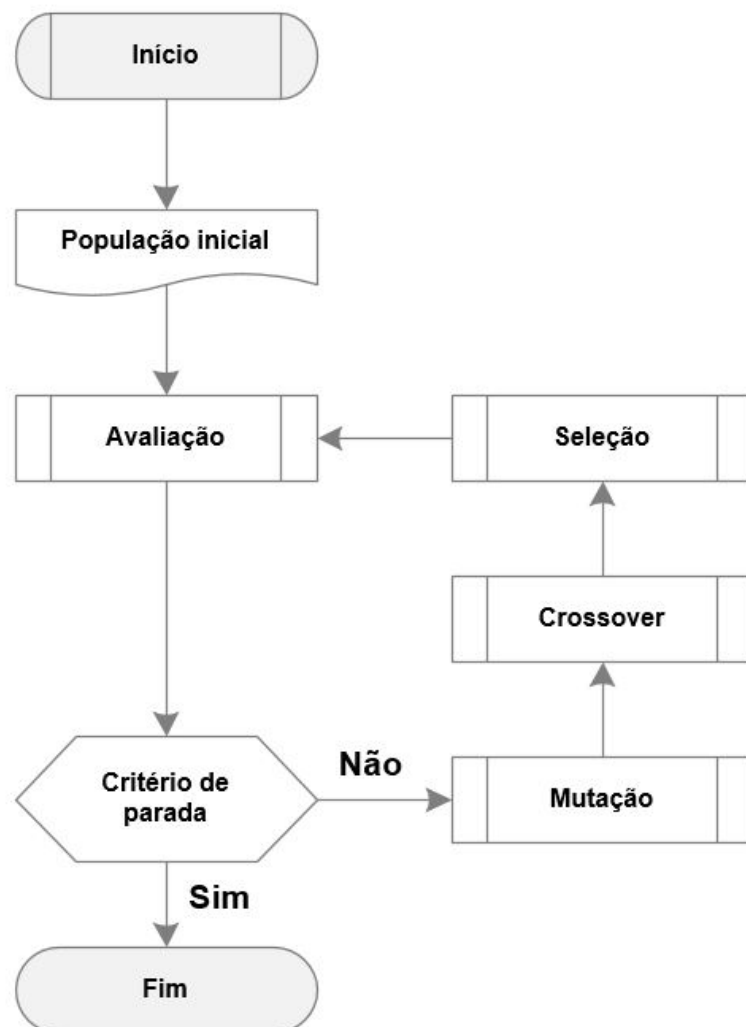 Início
População inicial
Avaliação
Seleção
Crossover
Não
Critério de
parada
Mutação
Sim
Fim